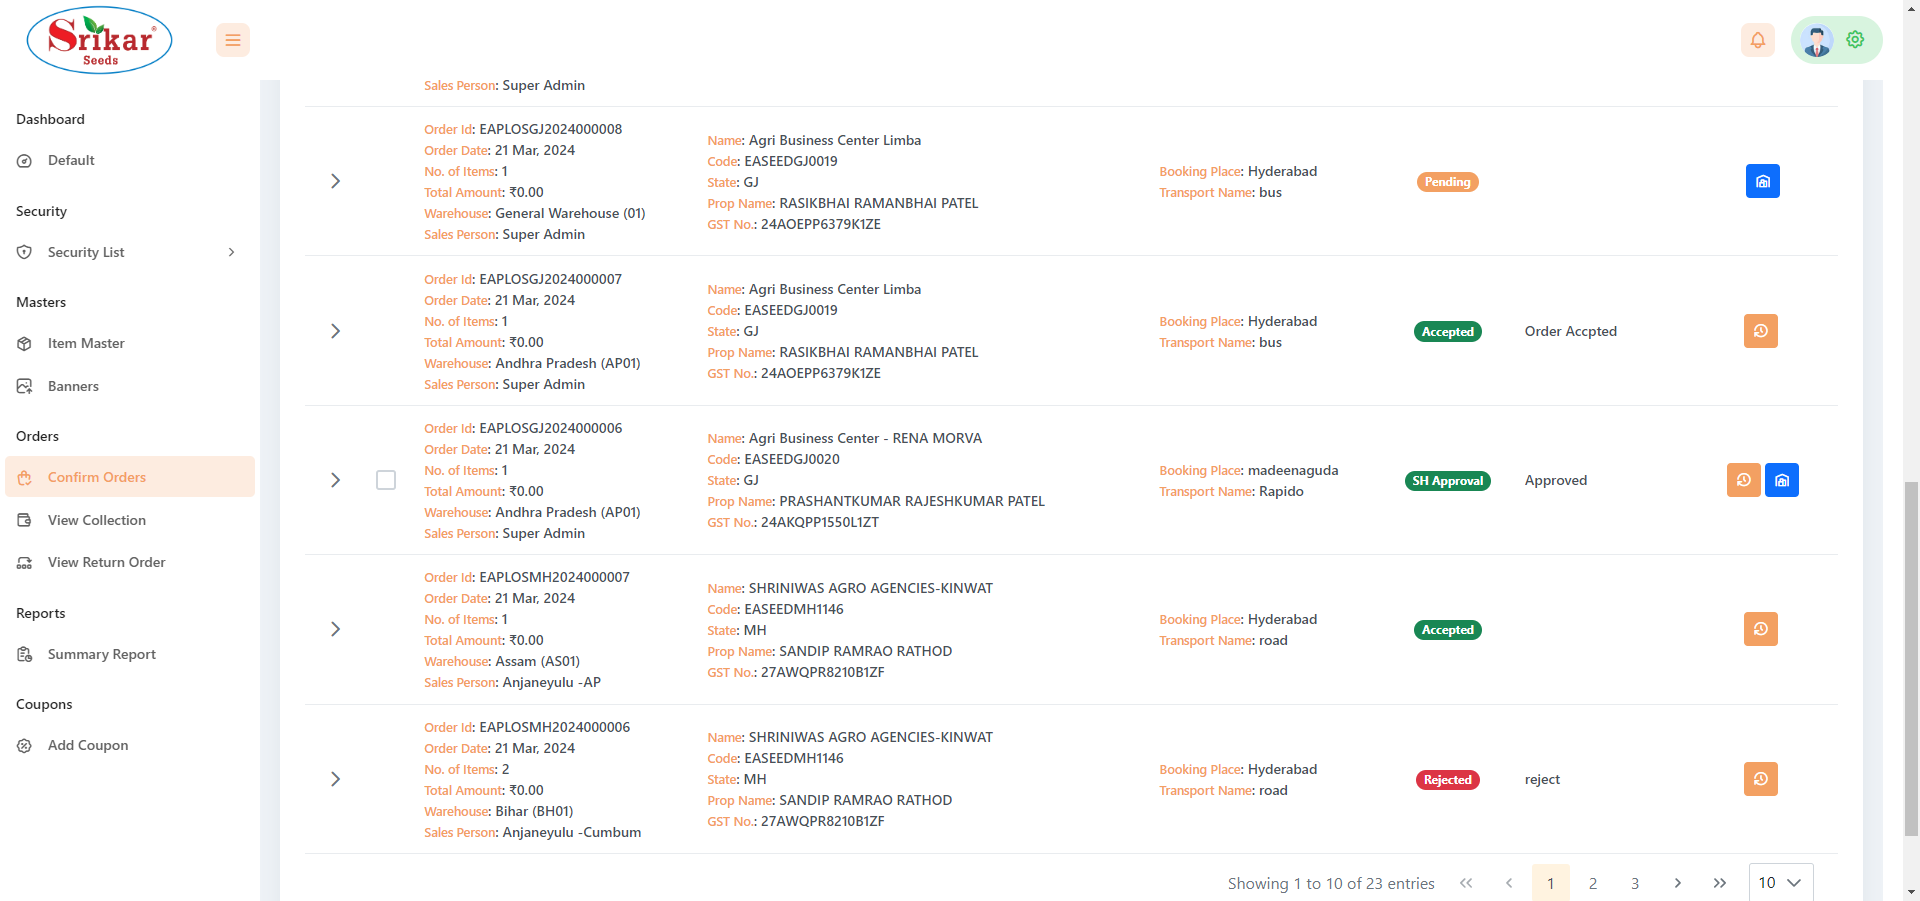 Srikar
Seeds
Dashboard
Default
Security
Security List
Masters
Item Master
Banners
Orders
Confirm Orders
View Collection
View Return Order
Reports
Summary Report
Coupons
Add Coupon
Sales Person: Super Admin
Order Id: EAPLOSGJ2024000008
Order Date: 21 Mar, 2024
No. of Items: 1
Total Amount: ₹0.00
Warehouse: General Warehouse (01)
Sales Person: Super Admin
Name: Agri Business Center Limba
Code: EASEEDGJ0019
State: GJ
Prop Name: RASIKBHAI RAMANBHAI PATEL
GST No.: 24AOEPP6379K1ZE
Booking Place: Hyderabad
Transport Name: bus
Pending
Order Id: EAPLOSGJ2024000007
Order Date: 21 Mar, 2024
No. of Items: 1
Total Amount: ₹0.00
Warehouse: Andhra Pradesh (AP01)
Sales Person: Super Admin
Name: Agri Business Center Limba
Code: EASEEDGJ0019
State: GJ
Prop Name: RASIKBHAI RAMANBHAI PATEL
GST No.: 24AOEPP6379K1ZE
Booking Place: Hyderabad
Transport Name: bus
Accepted
Order Accpted
Order Id: EAPLOSGJ2024000006
Order Date: 21 Mar, 2024
No. of Items: 1
Total Amount: ₹0.00
Warehouse: Andhra Pradesh (AP01)
Sales Person: Super Admin
Name: Agri Business Center - RENA MORVA
Code: EASEEDGJ0020
State: GJ
Prop Name: PRASHANTKUMAR RAJESHKUMAR PATEL
GST No.: 24AKQPP1550L1ZT
Booking Place: madeenaguda
Transport Name: Rapido
SH Approval
Approved
Order Id: EAPLOSMH2024000007
Order Date: 21 Mar, 2024
No. of Items: 1
Total Amount: ₹0.00
Warehouse: Assam (AS01)
Sales Person: Anjaneyulu -AP
Name: SHRINIWAS AGRO AGENCIES-KINWAT
Code: EASEEDMH1146
State: MH
Prop Name: SANDIP RAMRAO RATHOD
GST No.: 27AWQPR8210B1ZF
Booking Place: Hyderabad
Transport Name: road
Accepted
Order Id: EAPLOSMH2024000006
Order Date: 21 Mar, 2024
No. of Items: 2
Total Amount: ₹0.00
Warehouse: Bihar (BH01)
Sales Person: Anjaneyulu -Cumbum
Name: SHRINIWAS AGRO AGENCIES-KINWAT
Code: EASEEDMH1146
State: MH
Prop Name: SANDIP RAMRAO RATHOD
GST No.: 27AWQPR8210B1ZF
Booking Place: Hyderabad
Transport Name: road
Rejected
reject
Showing 1 to 10 of 23 entries « ‹ 1 2 3 › » 10